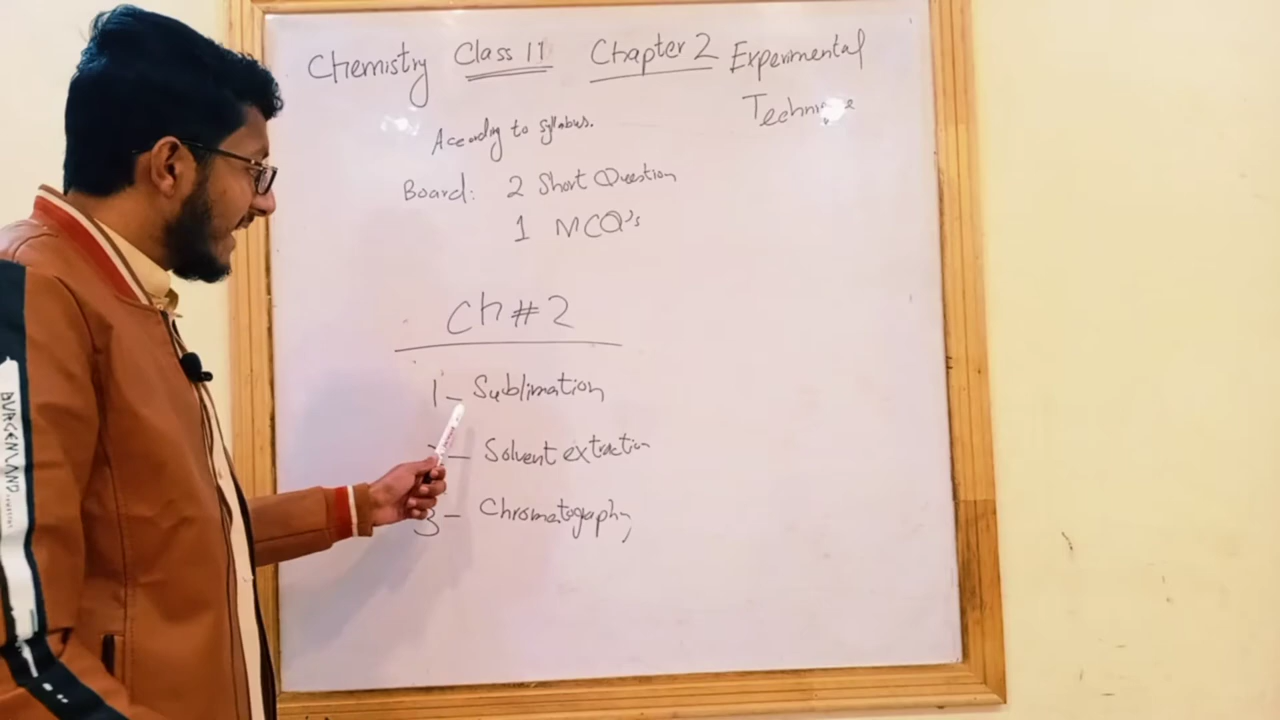 Chemistry Class 11 Chapter 2 Experimental
Technique
According to syllabus.
Board: 2 Short Question
1 MCQ's
Ch # 2
1- Sublimation
- Solvent extraction
3- Chromatography
BURGENLAND